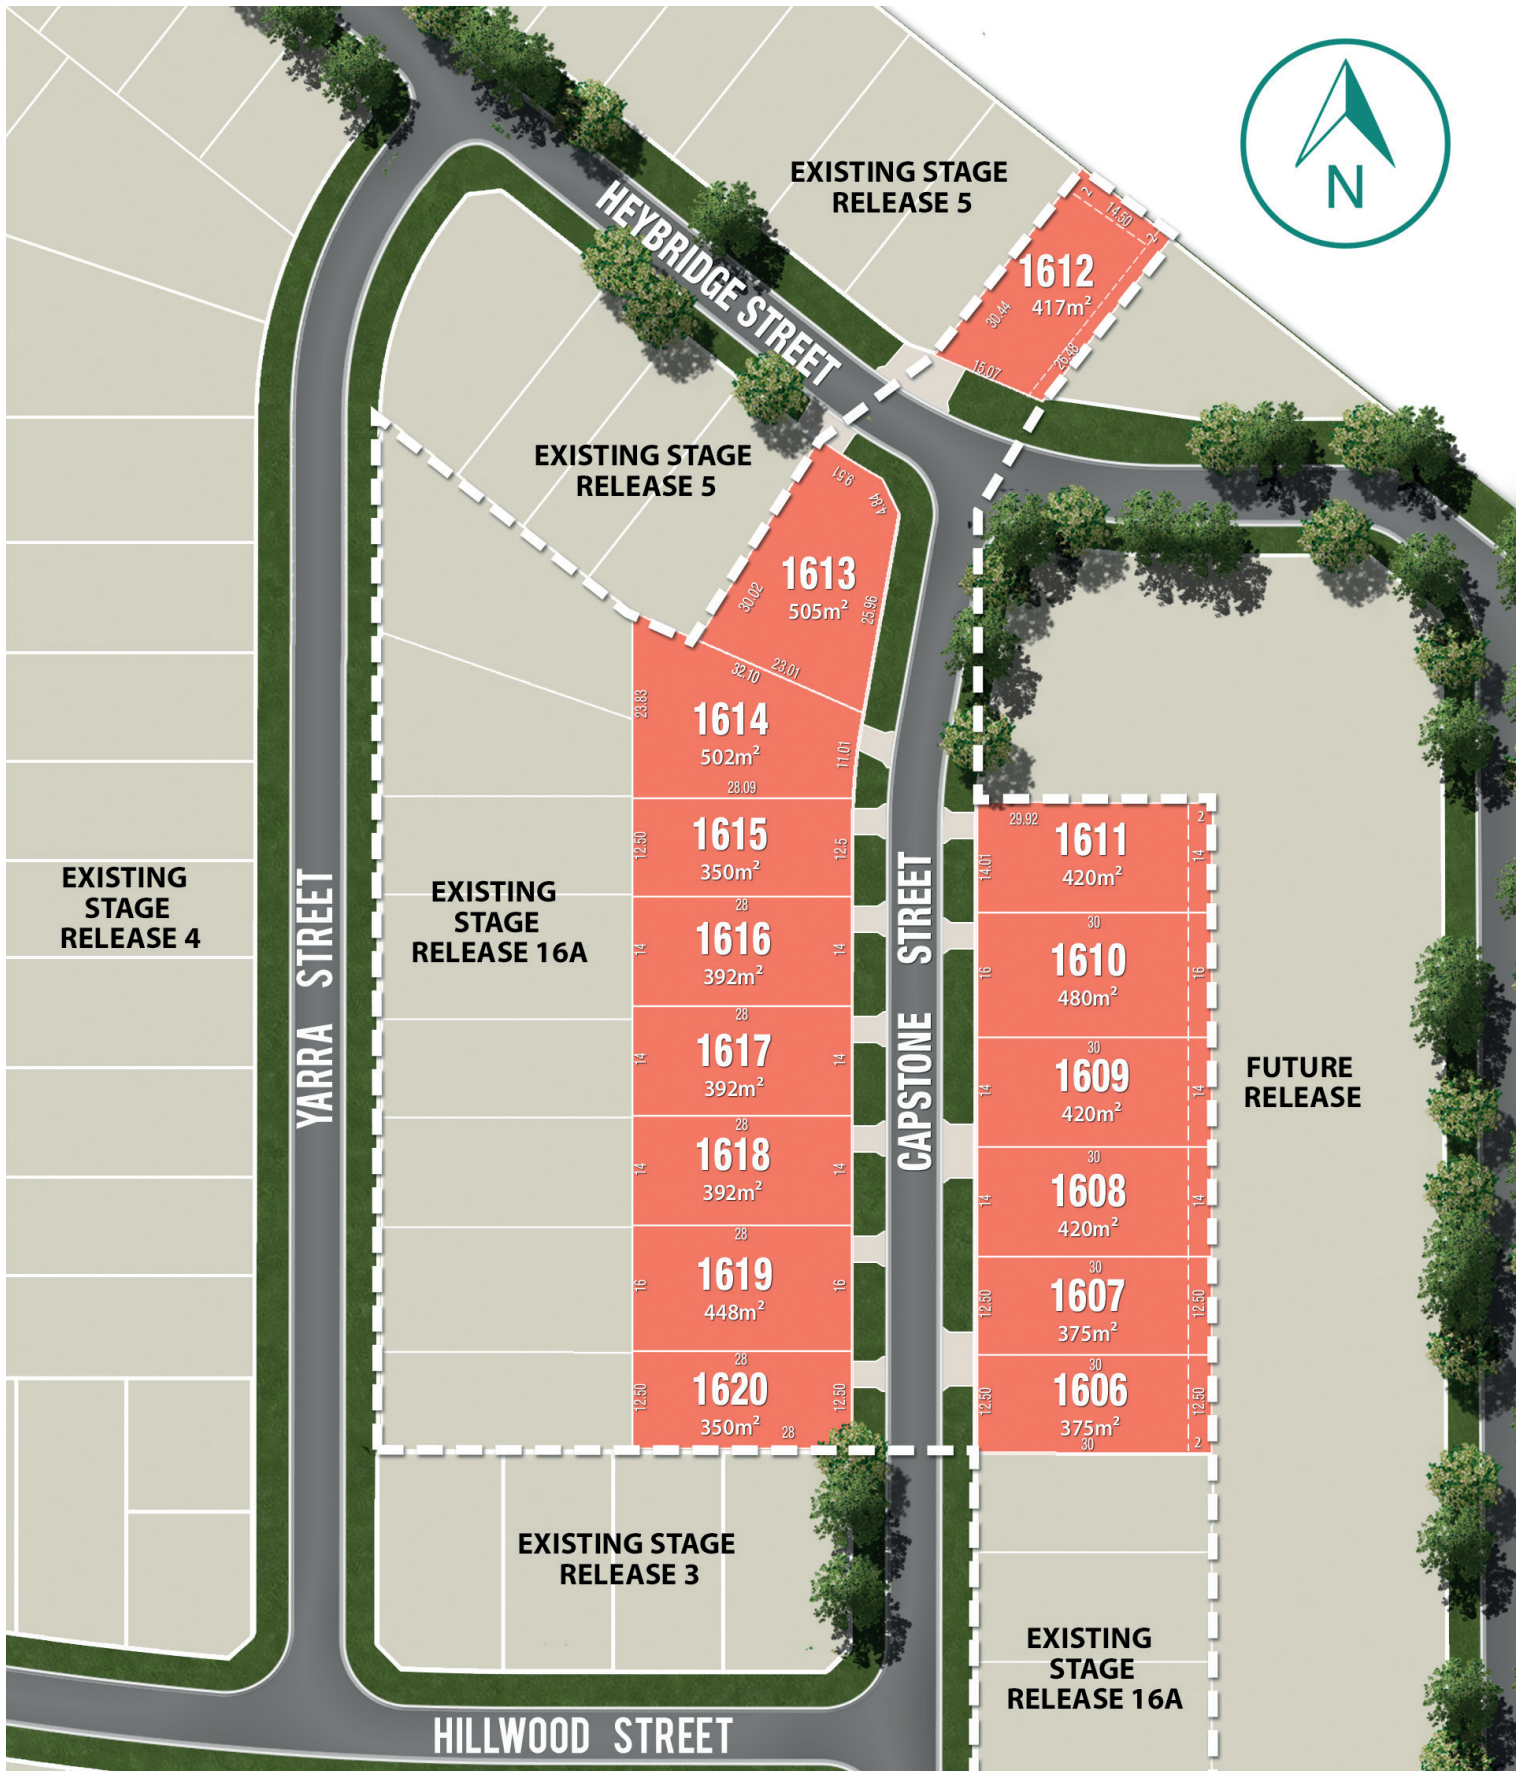 N
EXISTING STAGE
RELEASE 5
HEYBRIDGE STREET
2
14.50
2
1612
417m²
30.44
26.48
15.07
EXISTING STAGE
RELEASE 5
9.51
4.84
1613
505m²
30.02
25.96
23.01
32.10
23.83
1614
502m²
11.01
28.09
1615
350m²
12.50
12.5
28
1616
392m²
14
14
28
1617
392m²
14
14
28
1618
392m²
14
14
28
1619
448m²
16
16
28
1620
350m²
12.50
12.50
28
29.92
2
1611
420m²
14.01
14
30
1610
480m²
16
16
30
1609
420m²
14
14
30
1608
420m²
14
14
30
1607
375m²
12.50
12.50
30
1606
375m²
12.50
12.50
30
2
EXISTING
STAGE
RELEASE 4
YARRA STREET
EXISTING
STAGE
RELEASE 16A
CAPSTONE STREET
FUTURE
RELEASE
EXISTING STAGE
RELEASE 3
EXISTING
STAGE
RELEASE 16A
HILLWOOD STREET